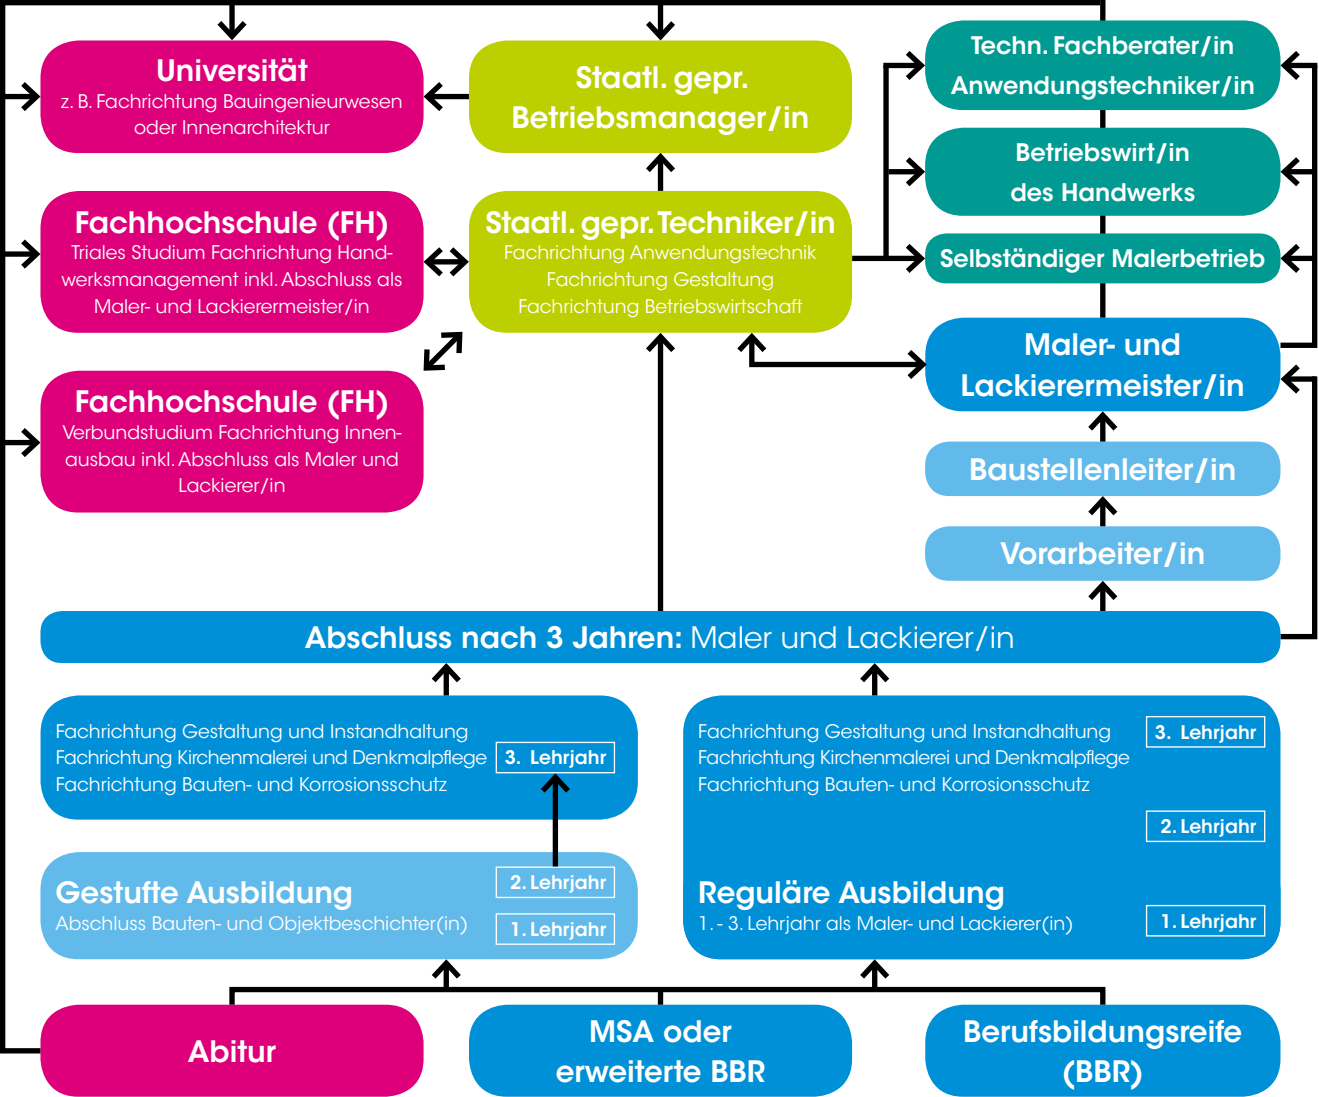 Universität
z. B. Fachrichtung Bauingenieurwesen
oder Innenarchitektur
Staatl. gepr.
Betriebsmanager/in
Techn. Fachberater/in
Anwendungstechniker/in
Betriebswirt/in
des Handwerks
Fachhochschule (FH)
Triales Studium Fachrichtung Hand-
werksmanagement inkl. Abschluss als
Maler- und Lackierermeister/in
Staatl. gepr. Techniker/in
Fachrichtung Anwendungstechnik
Fachrichtung Gestaltung
Fachrichtung Betriebswirtschaft
Selbständiger Malerbetrieb
Maler- und
Lackierermeister/in
Fachhochschule (FH)
Verbundstudium Fachrichtung Innen-
ausbau inkl. Abschluss als Maler und
Lackierer/in
Baustellenleiter/in
Vorarbeiter/in
Abschluss nach 3 Jahren: Maler und Lackierer/in
Fachrichtung Gestaltung und Instandhaltung
Fachrichtung Kirchenmalerei und Denkmalpflege
Fachrichtung Bauten- und Korrosionsschutz
3. Lehrjahr
Gestufte Ausbildung
Abschluss Bauten- und Objektbeschichter(in)
2. Lehrjahr
1. Lehrjahr
Fachrichtung Gestaltung und Instandhaltung
Fachrichtung Kirchenmalerei und Denkmalpflege
Fachrichtung Bauten- und Korrosionsschutz
3. Lehrjahr
2. Lehrjahr
Reguläre Ausbildung
1. - 3. Lehrjahr als Maler- und Lackierer(in)
1. Lehrjahr
Abitur
MSA oder
erweiterte BBR
Berufsbildungsreife
(BBR)